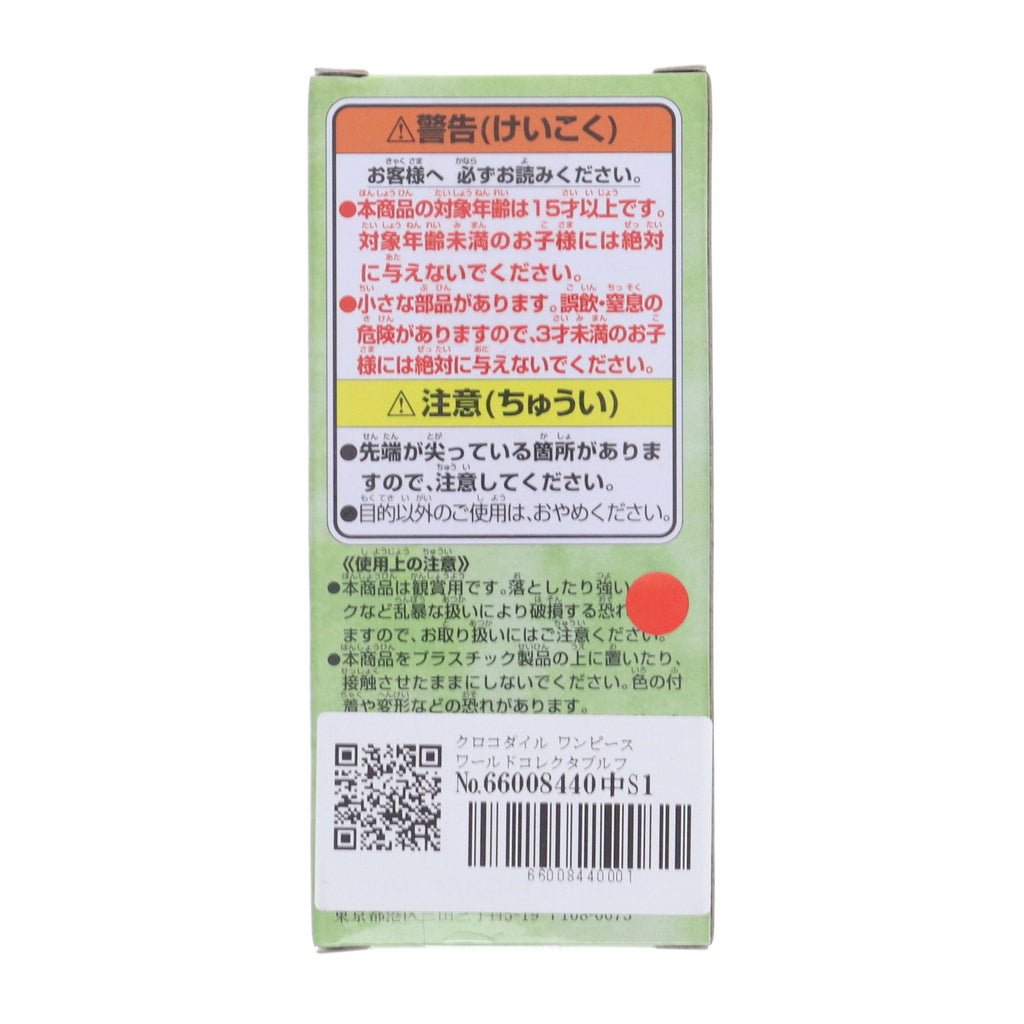 ⚠警告(けいこく)
お客様へ 必ずお読みください。
●本商品の対象年齢は15才以上です。
対象年齢未満のお子様には絶対
に与えないでください。
●小さな部品があります。誤飲・窒息の
危険がありますので、3才未満のお子
様には絶対に与えないでください。
⚠注意(ちゅうい)
●先端が尖っている箇所がありま
すので、注意してください。
●目的以外のご使用は、おやめください。
《使用上の注意》
●本商品は観賞用です。落としたり強い
クなど乱暴な扱いにより破損する恐れ
ますので、お取り扱いにはご注意ください。
●本商品をプラスチック製品の上に置いたり、
接触させたままにしないでください。色の付
着や変形などの恐れがあります。
クロコダイル ワンピース
ワールドコレクタブルフ
No.66008440中S1
66008440001
東京都港区三田三丁目5-19 〒108-0073